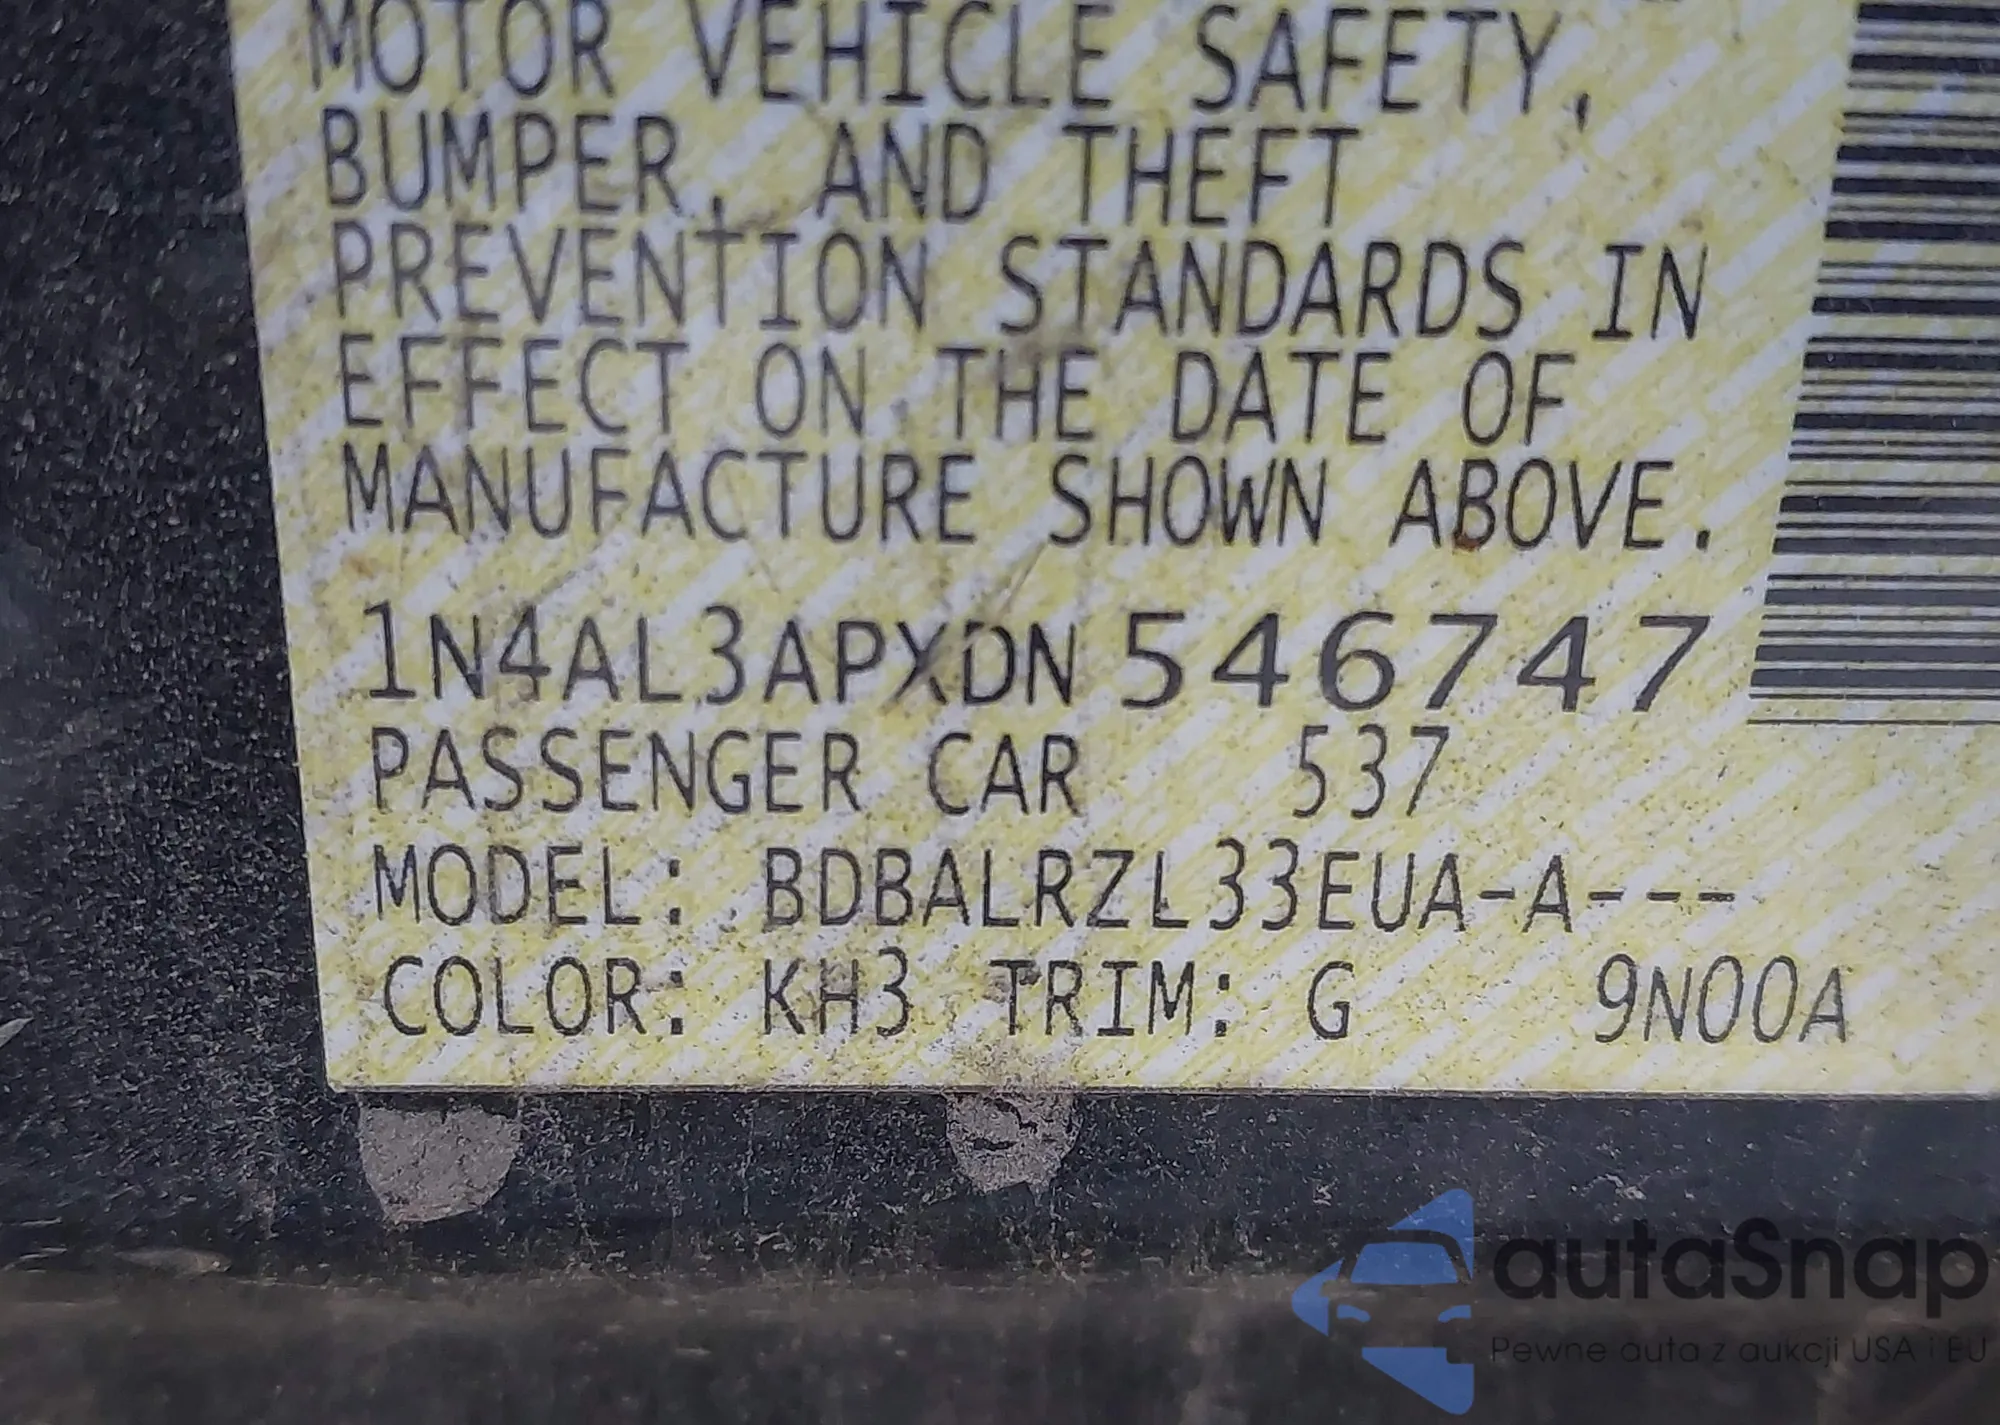 MOTOR VEHICLE SAFETY,
BUMPER, AND THEFT
PREVENTION STANDARDS IN
EFFECT ON THE DATE OF
MANUFACTURE SHOWN ABOVE.
1N4AL3APXDN546747
PASSENGER CAR 537
MODEL: BDBALRZL33EUA-A---
COLOR: KH3 TRIM: G 9N00A
autaSnap
Pewne auta z aukcji USA i EU